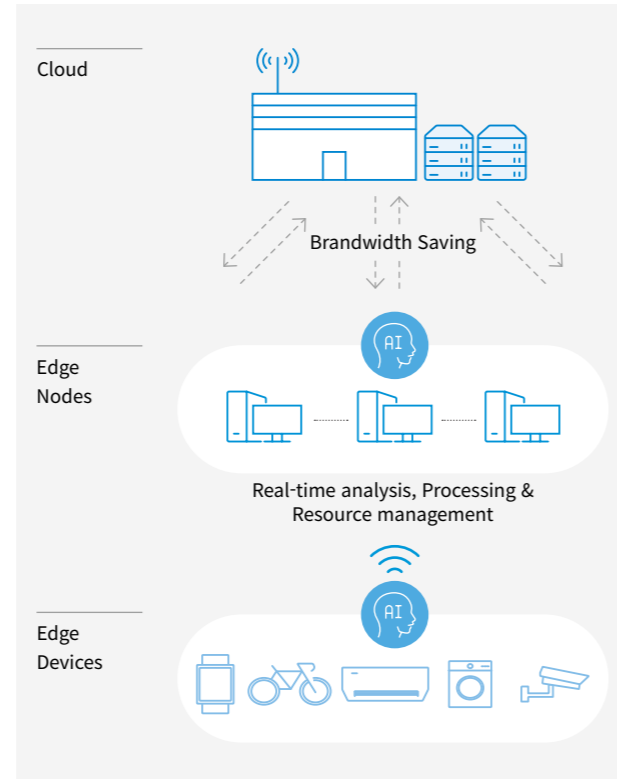 Cloud
Brandwidth Saving
AI
Edge
Nodes
Real-time analysis, Processing &
Resource management
AI
Edge
Devices